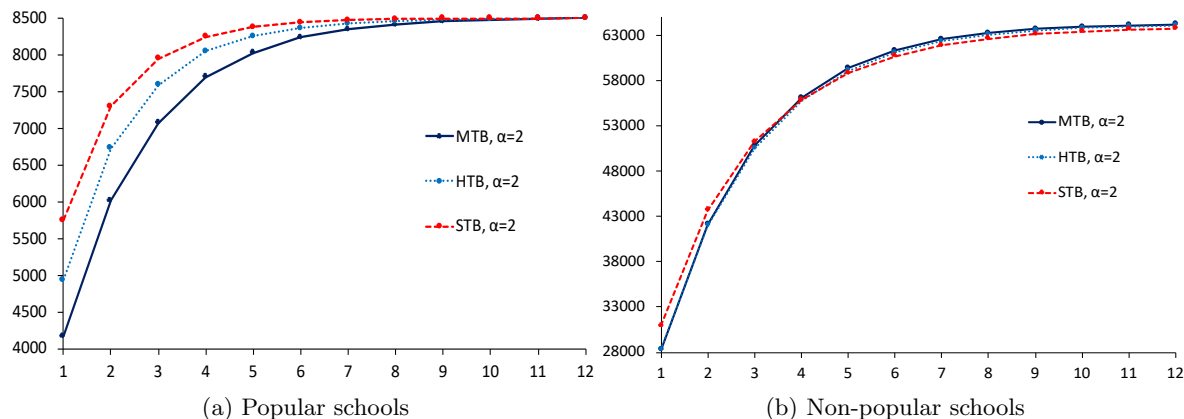 8500
8000
7500
7000
6500
6000
5500
5000
4500
4000
1 2 3 4 5 6 7 8 9 10 11 12
MTB, α=2
HTB, α=2
STB, α=2
(a) Popular schools
63000
58000
53000
48000
43000
38000
33000
28000
1 2 3 4 5 6 7 8 9 10 11 12
MTB, α=2
HTB, α=2
STB, α=2
(b) Non-popular schools